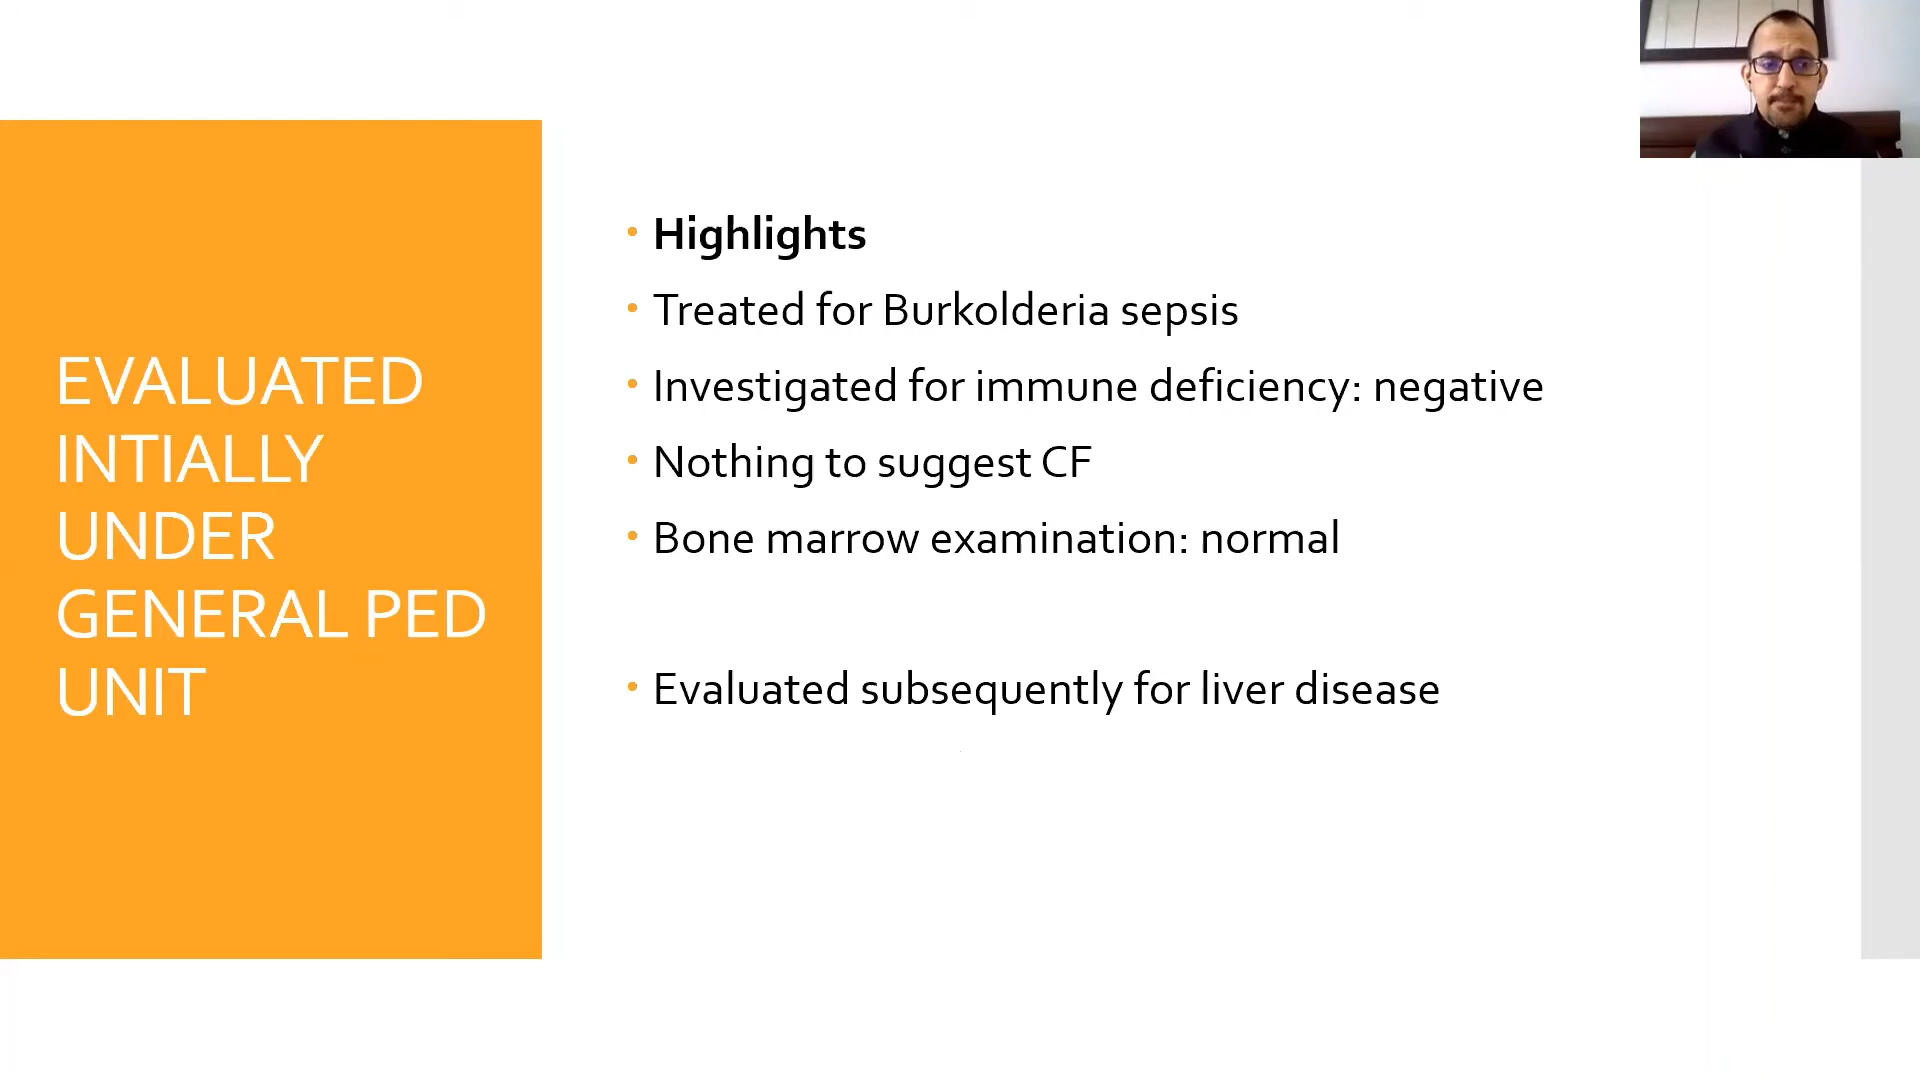 EVALUATED
INTIALLY
UNDER
GENERAL PED
UNIT
• Highlights
• Treated for Burkolderia sepsis
• Investigated for immune deficiency: negative
• Nothing to suggest CF
• Bone marrow examination: normal
• Evaluated subsequently for liver disease